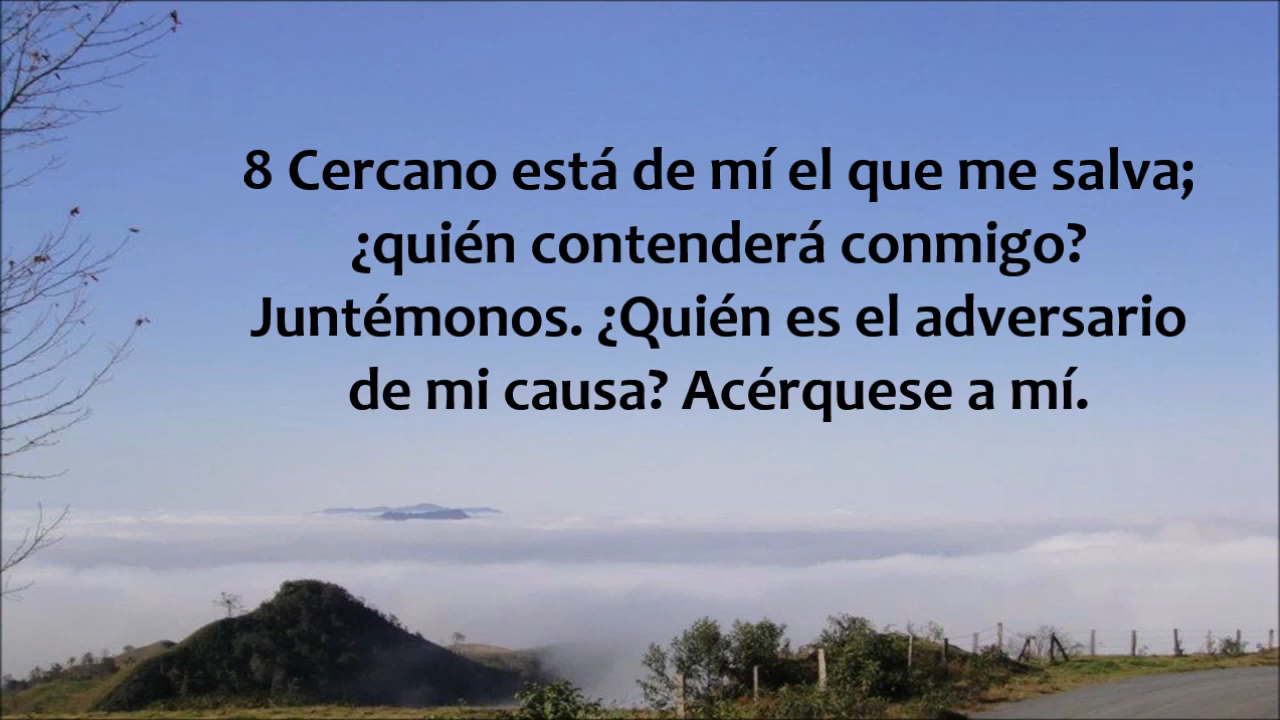 8 Cercano está de mí el que me salva;
¿quién contenderá conmigo?
Juntémonos. ¿Quién es el adversario
de mi causa? Acérquese a mí.